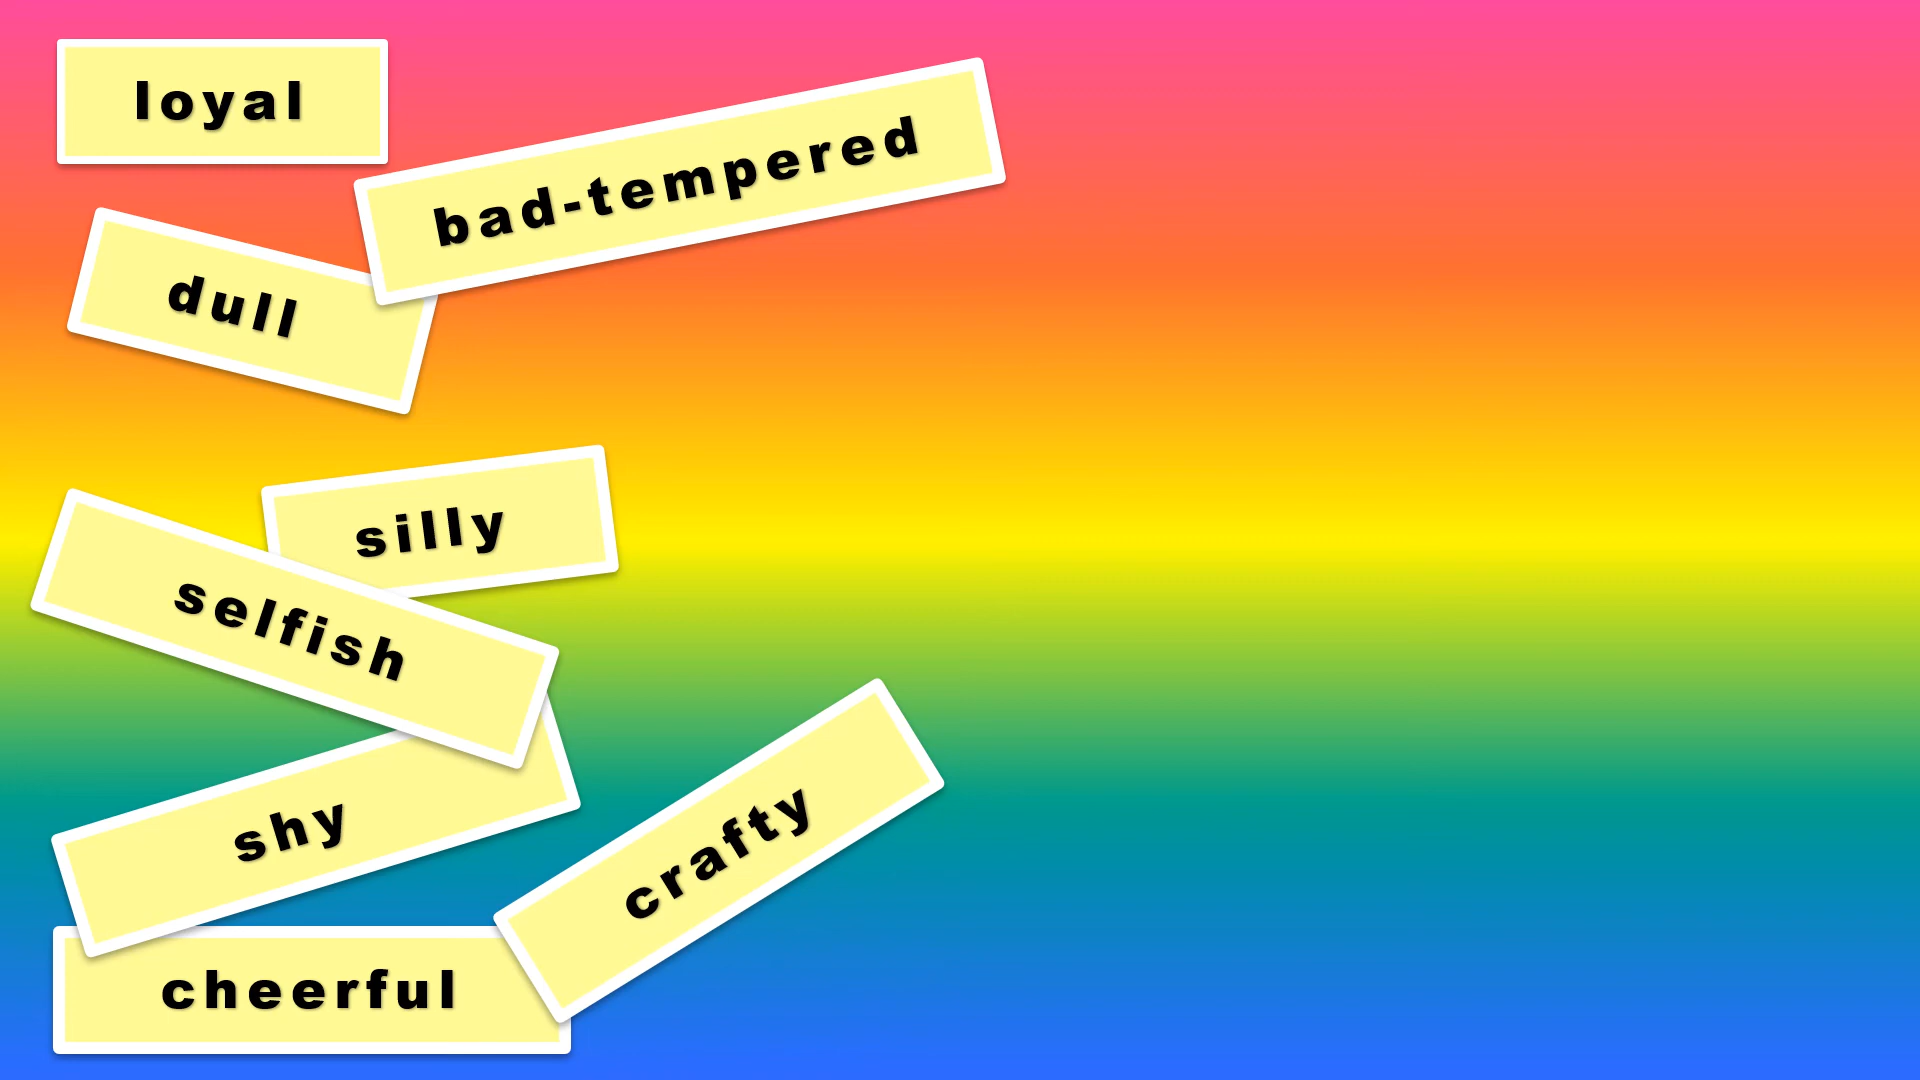 loyal
bad-tempered
dull
silly
selfish
shy
crafty
cheerful